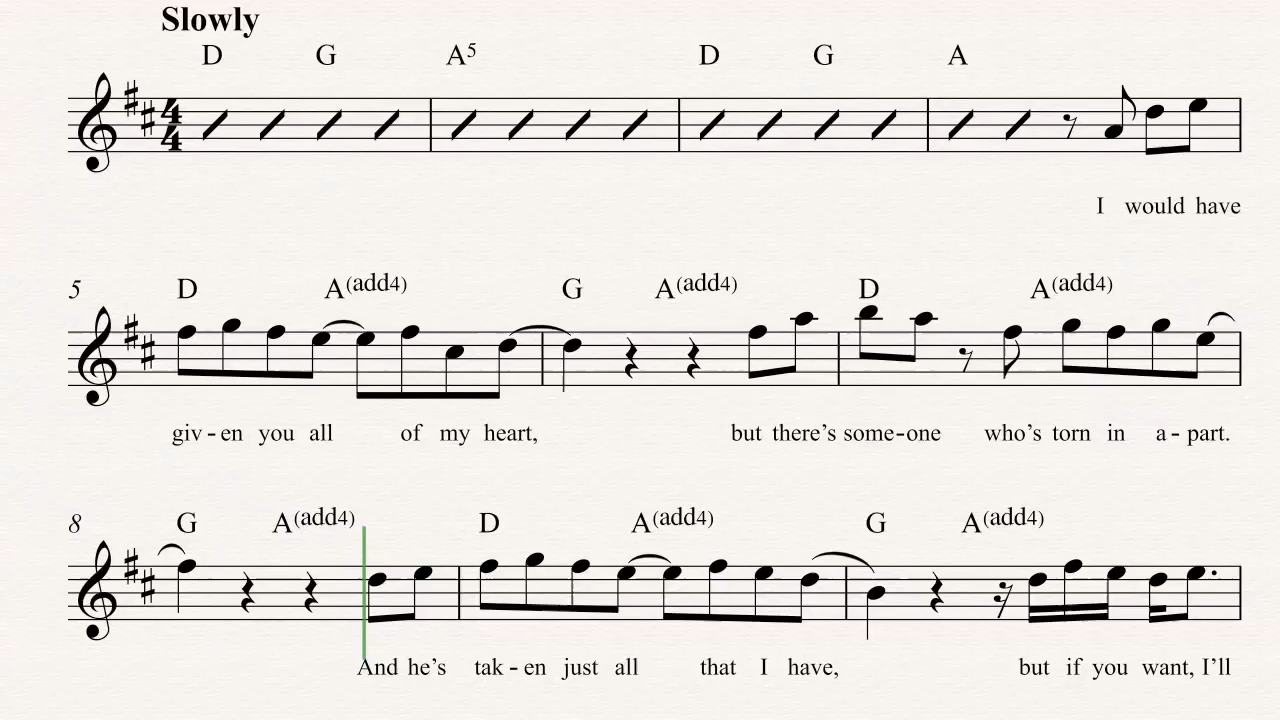 Slowly
D G A5 D G A
4
4
I would have
5 D A(add4) G A(add4) D A(add4)
giv - en you all of my heart, but there's some - one who's torn in a - part.
8 G A(add4) D A(add4) G A(add4)
And he's tak - en just all that I have, but if you want, I'll